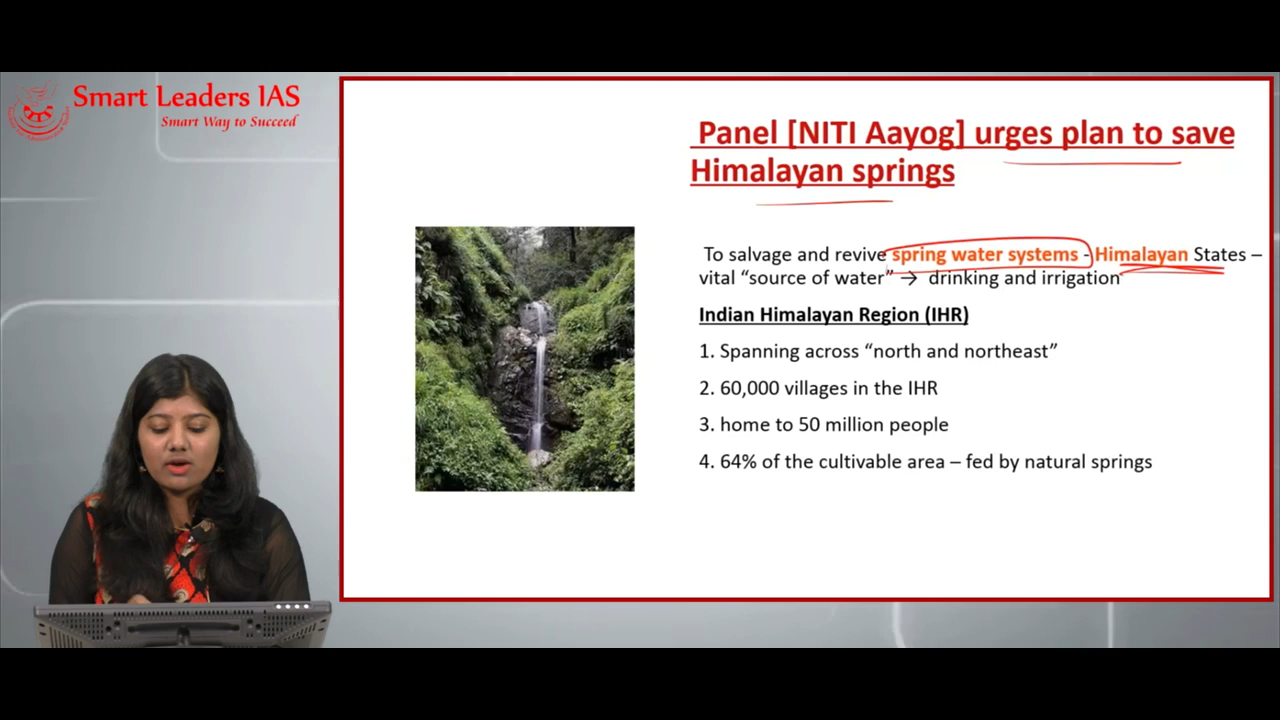 Smart Leaders IAS
Smart Way to Succeed
Panel [NITI Aayog] urges plan to save
Himalayan springs
To salvage and revive spring water systems - Himalayan States –
vital “source of water” → drinking and irrigation
Indian Himalayan Region (IHR)
1. Spanning across “north and northeast”
2. 60,000 villages in the IHR
3. home to 50 million people
4. 64% of the cultivable area – fed by natural springs